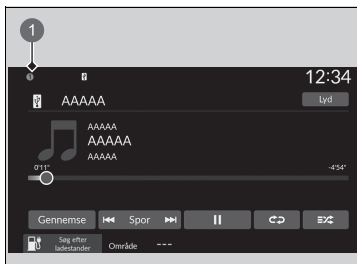 1
12:34
AAAAA
Lyd
AAAAA
AAAAA
AAAAA
0'11"
-4'54"
Gennemse
Spor
Søg efter
ladestander
Område ---